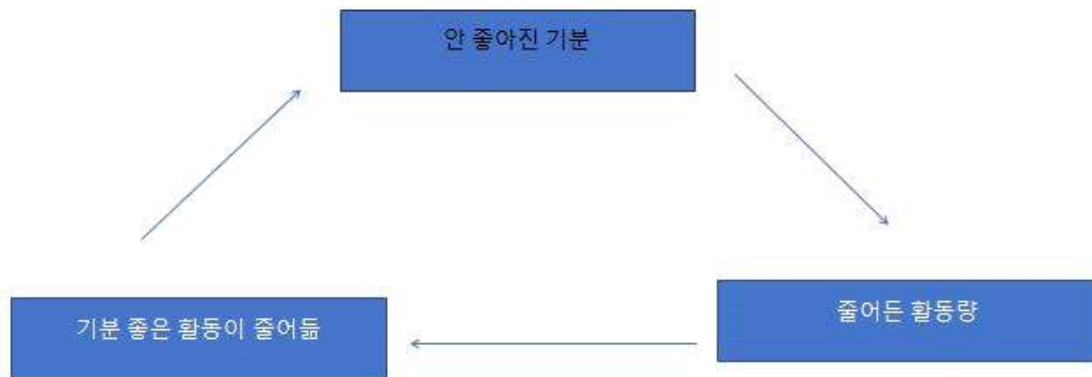 안 좋아진 기분
줄어든 활동량
기분 좋은 활동이 줄어듦